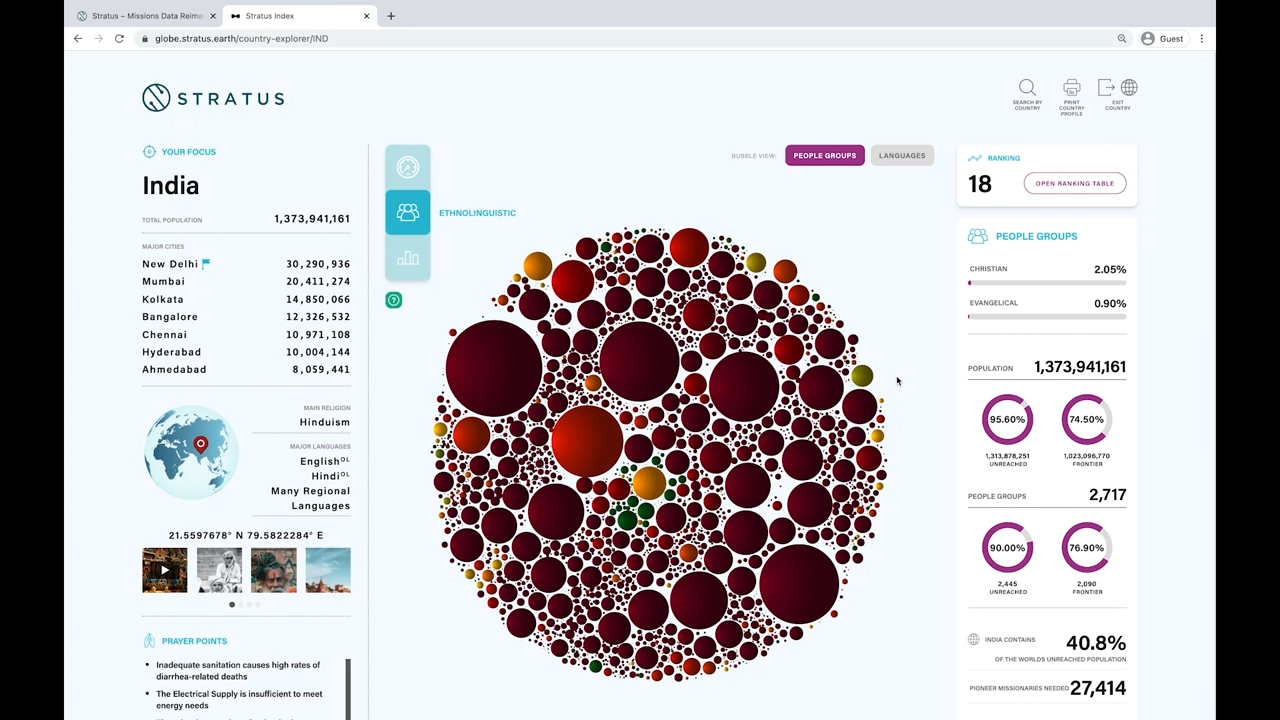 Stratus – Missions Data Reima
Stratus Index
globe.stratus.earth/country-explorer/IND
Guest
STRATUS
SEARCH BY
COUNTRY
PRINT
COUNTRY
PROFILE
EXIT
COUNTRY
YOUR FOCUS
India
TOTAL POPULATION 1,373,941,161
MAJOR CITIES
New Delhi 30,290,936
Mumbai 20,411,274
Kolkata 14,850,066
Bangalore 12,326,532
Chennai 10,971,108
Hyderabad 10,004,144
Ahmedabad 8,059,441
MAIN RELIGION
Hinduism
MAJOR LANGUAGES
English OL
Hindi OL
Many Regional
Languages
21.5597678° N 79.5822284° E
PRAYER POINTS
• Inadequate sanitation causes high rates of
diarrhea-related deaths
• The Electrical Supply is insufficient to meet
energy needs
ETHNOLINGUISTIC
BUBBLE VIEW: PEOPLE GROUPS LANGUAGES
RANKING
18 OPEN RANKING TABLE
PEOPLE GROUPS
CHRISTIAN 2.05%
EVANGELICAL 0.90%
POPULATION 1,373,941,161
95.60% 74.50%
1,313,878,251 1,023,096,770
UNREACHED FRONTIER
PEOPLE GROUPS 2,717
90.00% 76.90%
2,445 2,090
UNREACHED FRONTIER
INDIA CONTAINS 40.8%
OF THE WORLDS UNREACHED POPULATION
PIONEER MISSIONARIES NEEDED 27,414